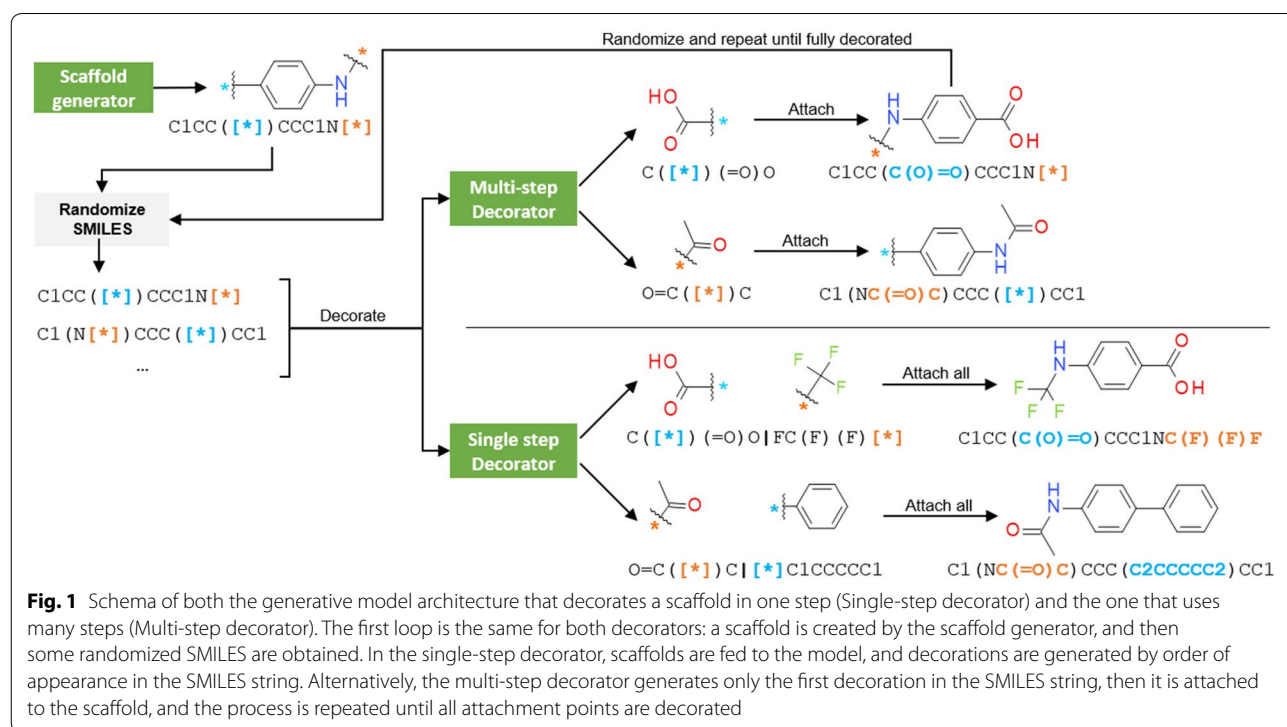 Randomize and repeat until fully decorated
Scaffold
generator
*
*
N
H
C1CC([*])CCC1N[*]
Randomize
SMILES
C1CC([*])CCC1N[*]
C1(N[*])CCC([*])CC1
...
Decorate
Multi-step
Decorator
HO
O
*
C([*])(=O)O
Attach
H
N
O
OH
*
C1CC(C(O)=O)CCC1N[*]
O
*
O=C([*])C
Attach
*
N
H
O
C1(NC(=O)C)CCC([*])CC1
Single step
Decorator
HO
O
*
F
F
F
*
C([*])(=O)O|FC(F)(F)[*]
Attach all
H
N
O
OH
F
F
F
C1CC(C(O)=O)CCC1NC(F)(F)F
O
*
*
O=C([*])C|[*]C1CCCCC1
Attach all
H
N
O
C1(NC(=O)C)CCC(C2CCCCC2)CC1
Fig. 1 Schema of both the generative model architecture that decorates a scaffold in one step (Single-step decorator) and the one that uses
many steps (Multi-step decorator). The first loop is the same for both decorators: a scaffold is created by the scaffold generator, and then
some randomized SMILES are obtained. In the single-step decorator, scaffolds are fed to the model, and decorations are generated by order of
appearance in the SMILES string. Alternatively, the multi-step decorator generates only the first decoration in the SMILES string, then it is attached
to the scaffold, and the process is repeated until all attachment points are decorated